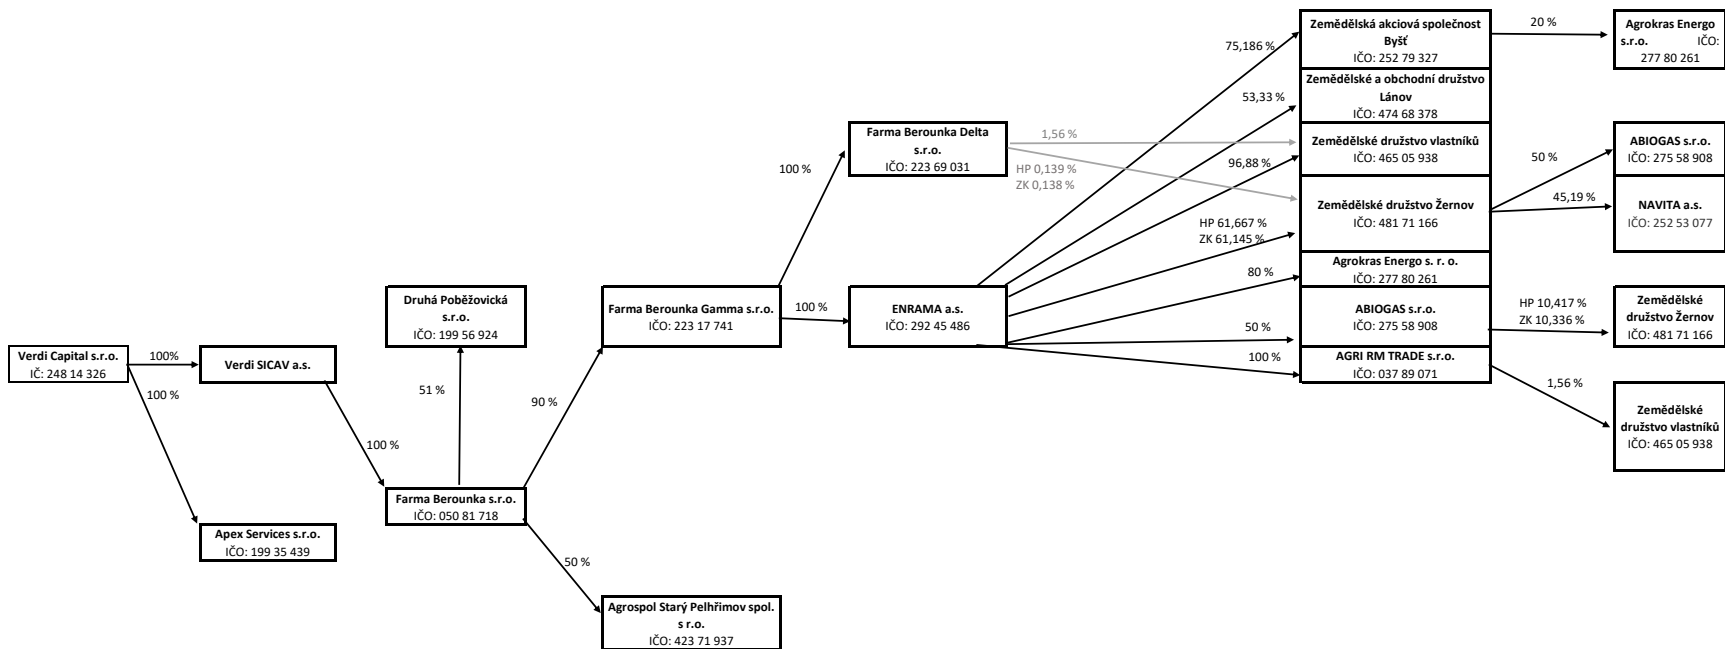 Zemědělská akciová společnost
Byšť
IČO: 252 79 327
20 %
Agrokras Energo
s.r.o. IČO:
277 80 261
75,186 %
Zemědělské a obchodní družstvo
Lánov
IČO: 474 68 378
53,33 %
Farma Berounka Delta
s.r.o.
IČO: 223 69 031
1,56 %
HP 0,139 %
ZK 0,138 %
Zemědělské družstvo vlastníků
IČO: 465 05 938
96,88 %
50 %
ABIOGAS s.r.o.
IČO: 275 58 908
100 %
Zemědělské družstvo Žernov
IČO: 481 71 166
45,19 %
NAVITA a.s.
IČO: 252 53 077
HP 61,667 %
ZK 61,145 %
Agrokras Energo s. r. o.
IČO: 277 80 261
80 %
Druhá Poběžovická
s.r.o.
IČO: 199 56 924
Farma Berounka Gamma s.r.o.
IČO: 223 17 741
100 %
ENRAMA a.s.
IČO: 292 45 486
50 %
ABIOGAS s.r.o.
IČO: 275 58 908
HP 10,417 %
ZK 10,336 %
Zemědělské
družstvo Žernov
IČO: 481 71 166
Verdi Capital s.r.o.
IČ: 248 14 326
100%
Verdi SICAV a.s.
100 %
AGRI RM TRADE s.r.o.
IČO: 037 89 071
1,56 %
100 %
51 %
90 %
Zemědělské
družstvo vlastníků
IČO: 465 05 938
100 %
Farma Berounka s.r.o.
IČO: 050 81 718
Apex Services s.r.o.
IČO: 199 35 439
50 %
Agrospol Starý Pelhřimov spol.
s r.o.
IČO: 423 71 937